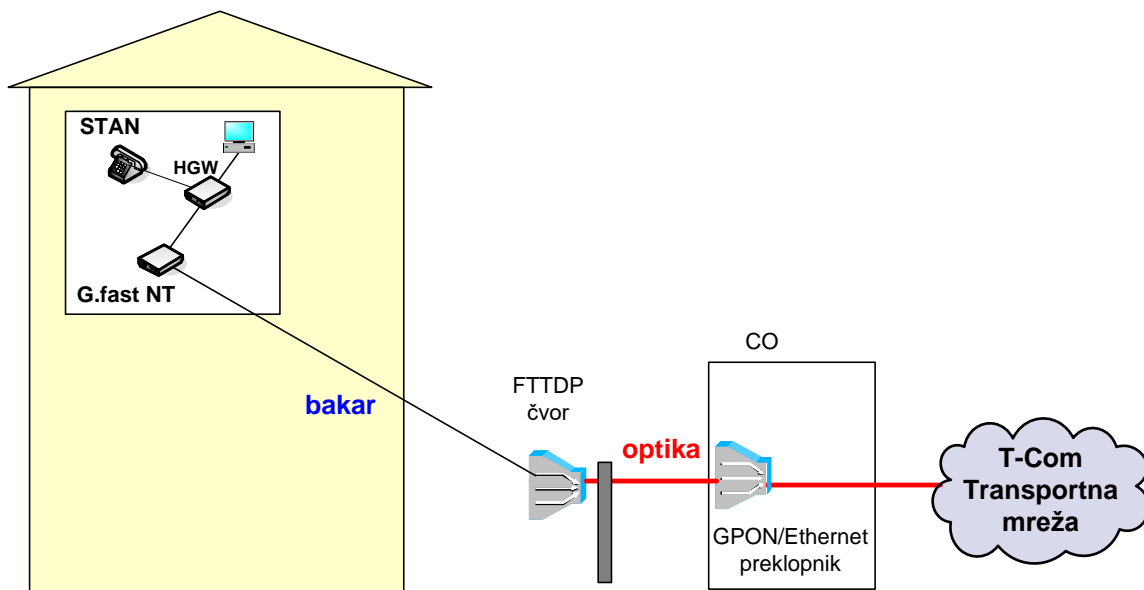 STAN
HGW
G.fast NT
bakar
FTTDP
čvor
optika
CO
GPON/Ethernet
preklopnik
T-Com
Transportna
mreža